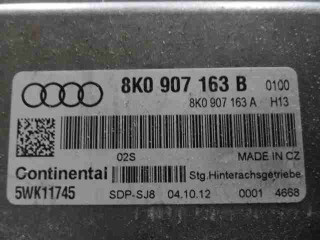 8K0 907 163 B 0100
8K0 907 163 A H13
02S MADE IN CZ
Continental Stg.Hinterachsgetriebe
5WK11745 SDP-SJ8 04.10.12 0001 4668